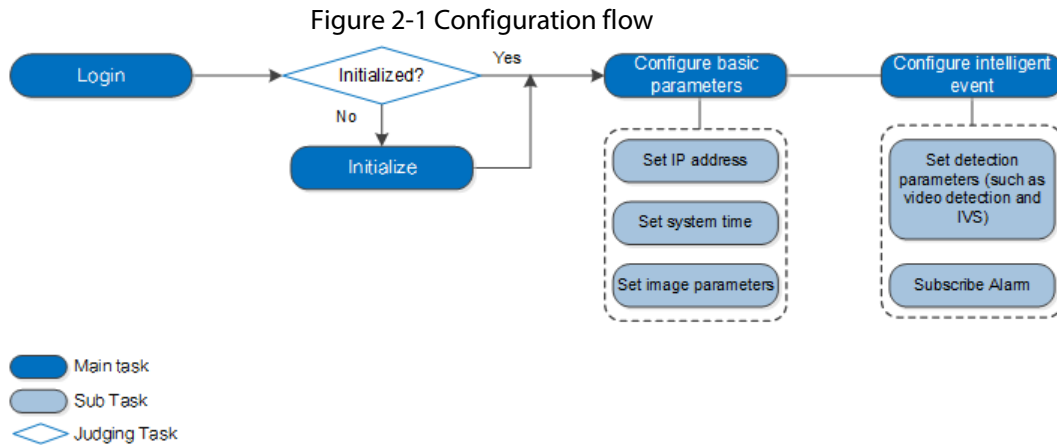 Figure 2-1 Configuration flow
Login
Initialized?
Yes
No
Initialize
Configure basic
parameters
Set IP address
Set system time
Set image parameters
Configure intelligent
event
Set detection
parameters (such as
video detection and
IVS)
Subscribe Alarm
Main task
Sub Task
Judging Task